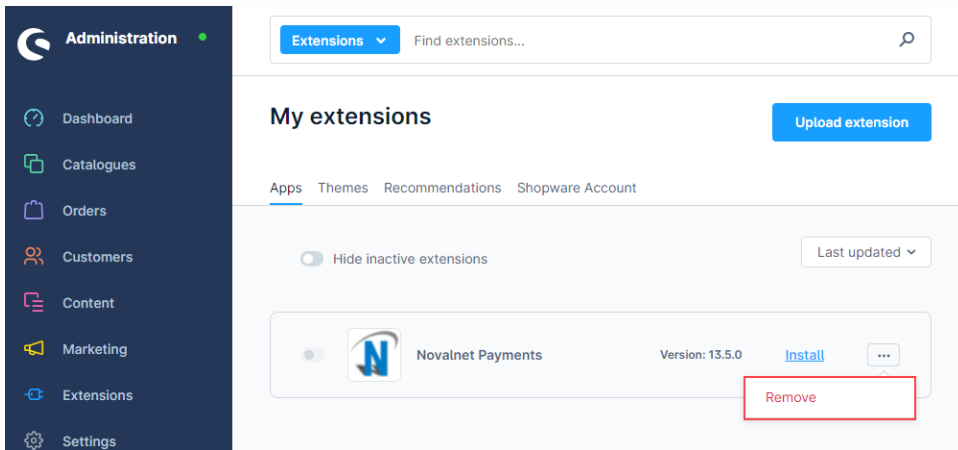 Administration
Extensions
Find extensions...
Dashboard
Catalogues
Orders
Customers
Content
Marketing
Extensions
Settings
My extensions
Upload extension
Apps Themes Recommendations Shopware Account
Hide inactive extensions
Last updated
N
Novalnet Payments
Version: 13.5.0
Install
...
Remove